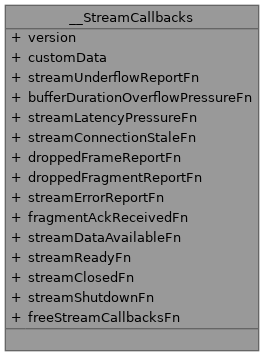 __StreamCallbacks
+ version
+ customData
+ streamUnderflowReportFn
+ bufferDurationOverflowPressureFn
+ streamLatencyPressureFn
+ streamConnectionStaleFn
+ droppedFrameReportFn
+ droppedFragmentReportFn
+ streamErrorReportFn
+ fragmentAckReceivedFn
+ streamDataAvailableFn
+ streamReadyFn
+ streamClosedFn
+ streamShutdownFn
+ freeStreamCallbacksFn